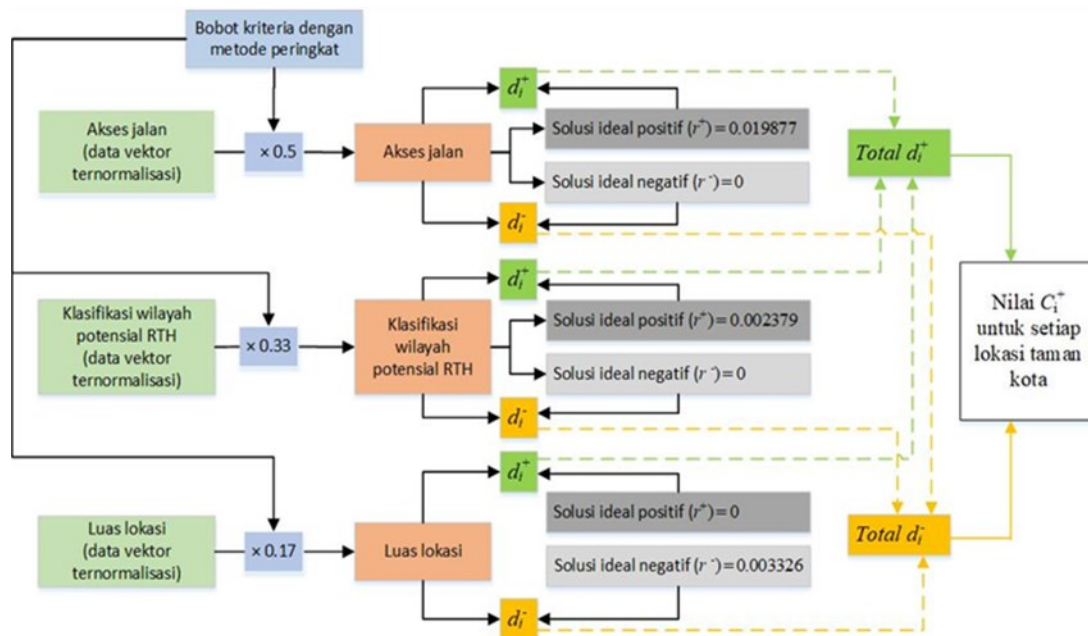 Bobot kriteria dengan
metode peringkat
Akses jalan
(data vektor
ternormalisasi)
× 0.5
Akses jalan
dᵢ⁺
Solusi ideal positif (r⁺) = 0.019877
Solusi ideal negatif (r⁻) = 0
dᵢ⁻
Klasifikasi wilayah
potensial RTH
(data vektor
ternormalisasi)
× 0.33
Klasifikasi
wilayah
potensial RTH
dᵢ⁺
Solusi ideal positif (r⁺) = 0.002379
Solusi ideal negatif (r⁻) = 0
dᵢ⁻
Luas lokasi
(data vektor
ternormalisasi)
× 0.17
Luas lokasi
dᵢ⁺
Solusi ideal positif (r⁺) = 0
Solusi ideal negatif (r⁻) = 0.003326
dᵢ⁻
Total dᵢ⁺
Total dᵢ⁻
Nilai Cᵢ⁺
untuk setiap
lokasi taman
kota